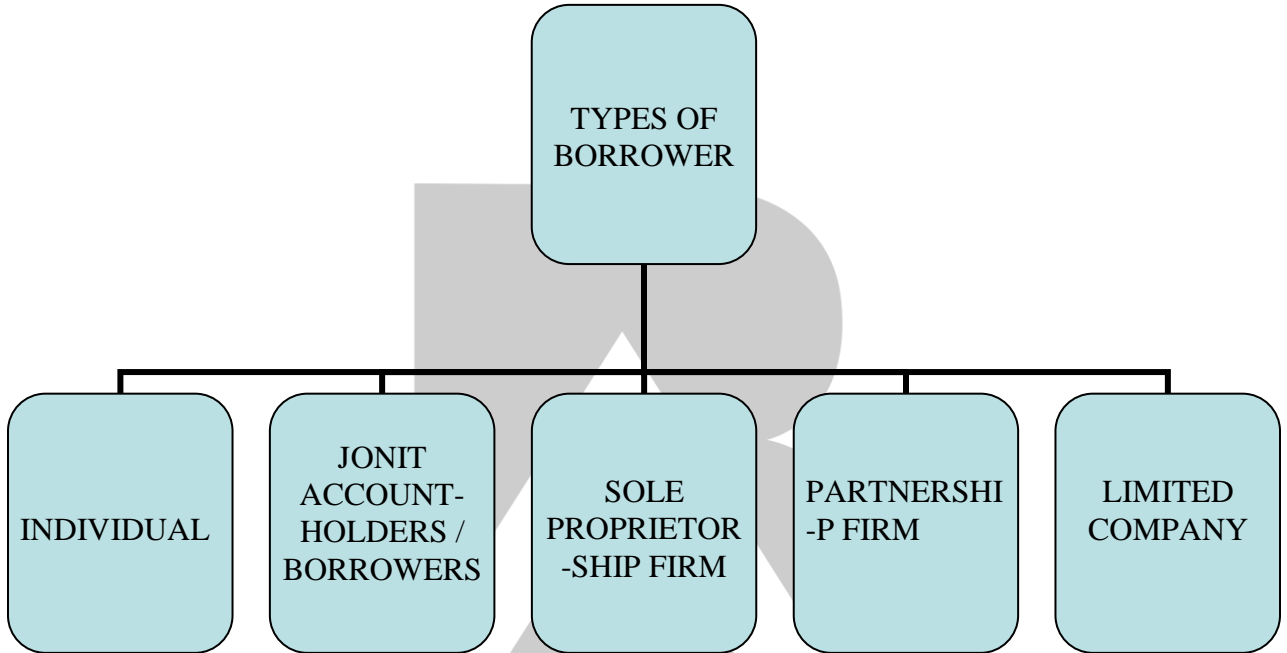 TYPES OF
BORROWER
INDIVIDUAL
JONIT
ACCOUNT-
HOLDERS /
BORROWERS
SOLE
PROPRIETOR
-SHIP FIRM
PARTNERSHI
-P FIRM
LIMITED
COMPANY